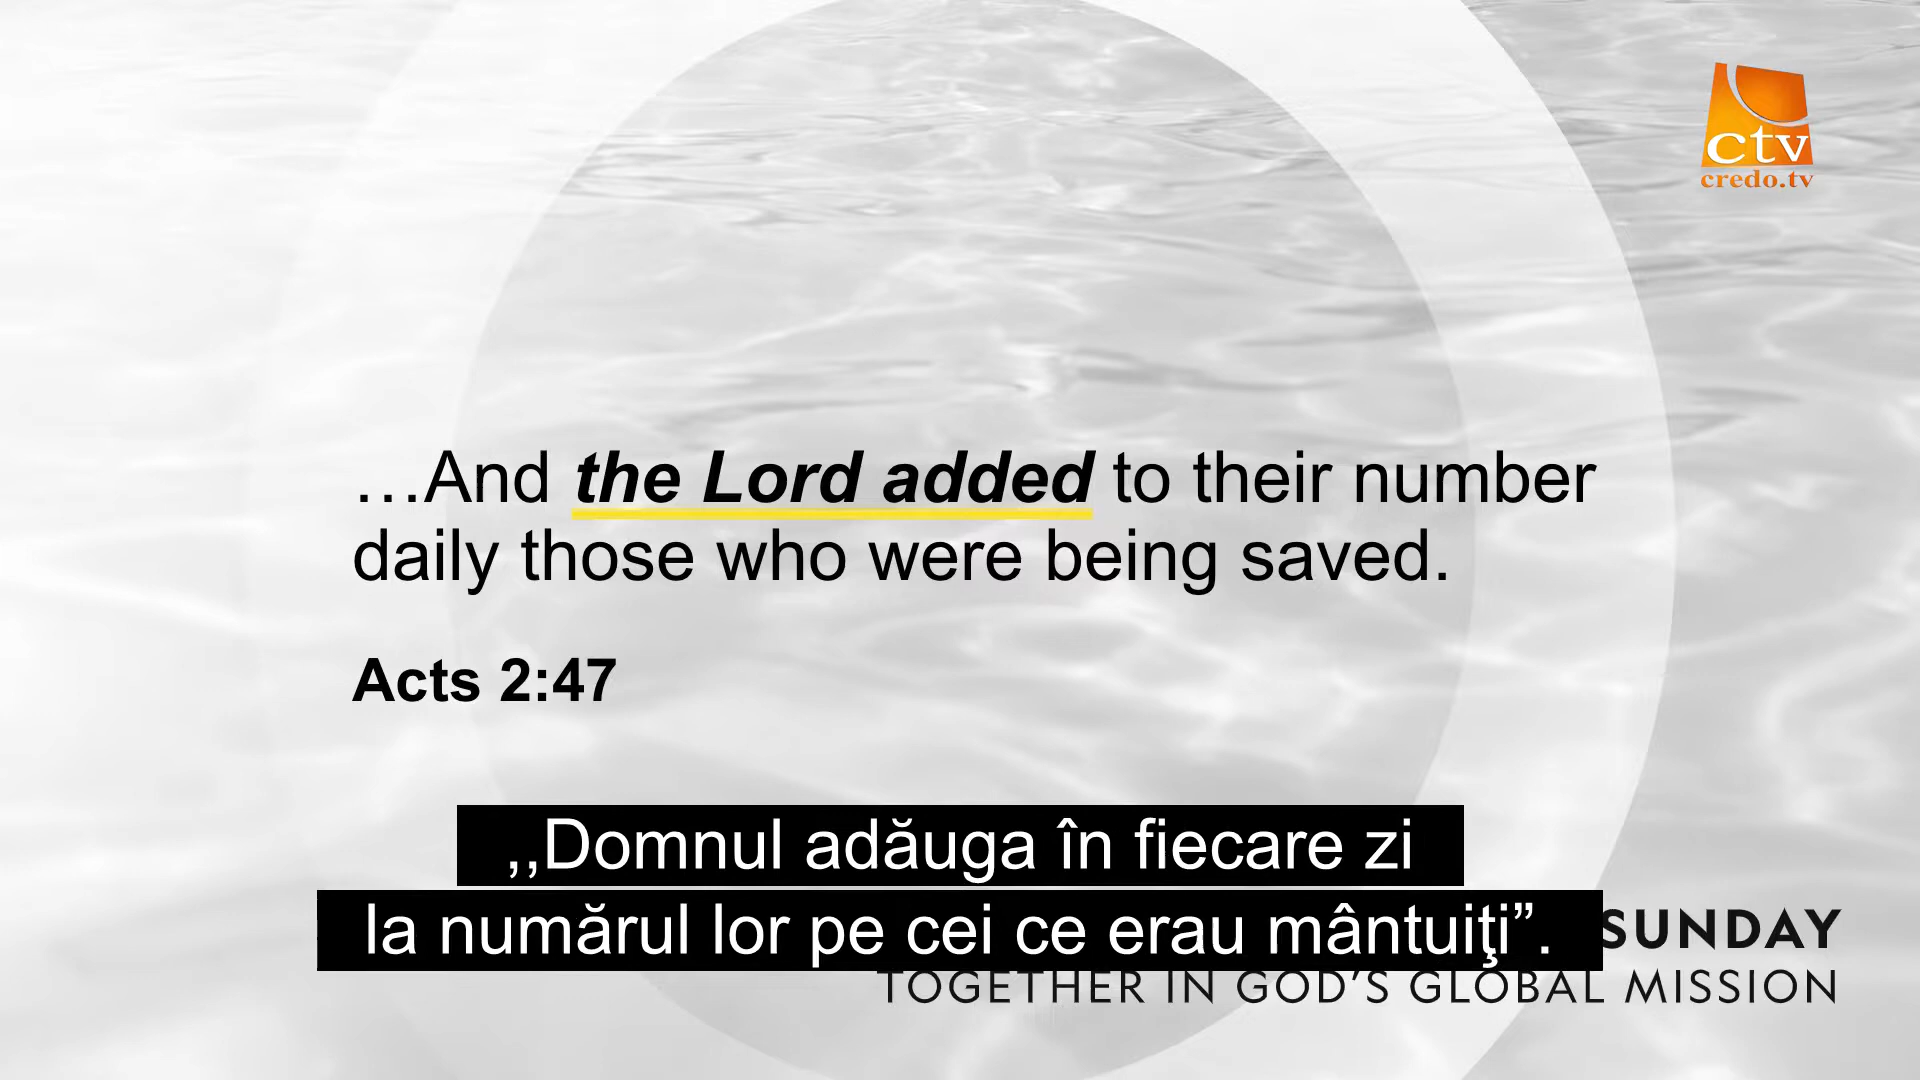 ctv
credo.tv
…And the Lord added to their number
daily those who were being saved.
Acts 2:47
,,Domnul adăuga în fiecare zi
la numărul lor pe cei ce erau mântuiţi”.
SUNDAY
TOGETHER IN GOD’S GLOBAL MISSION